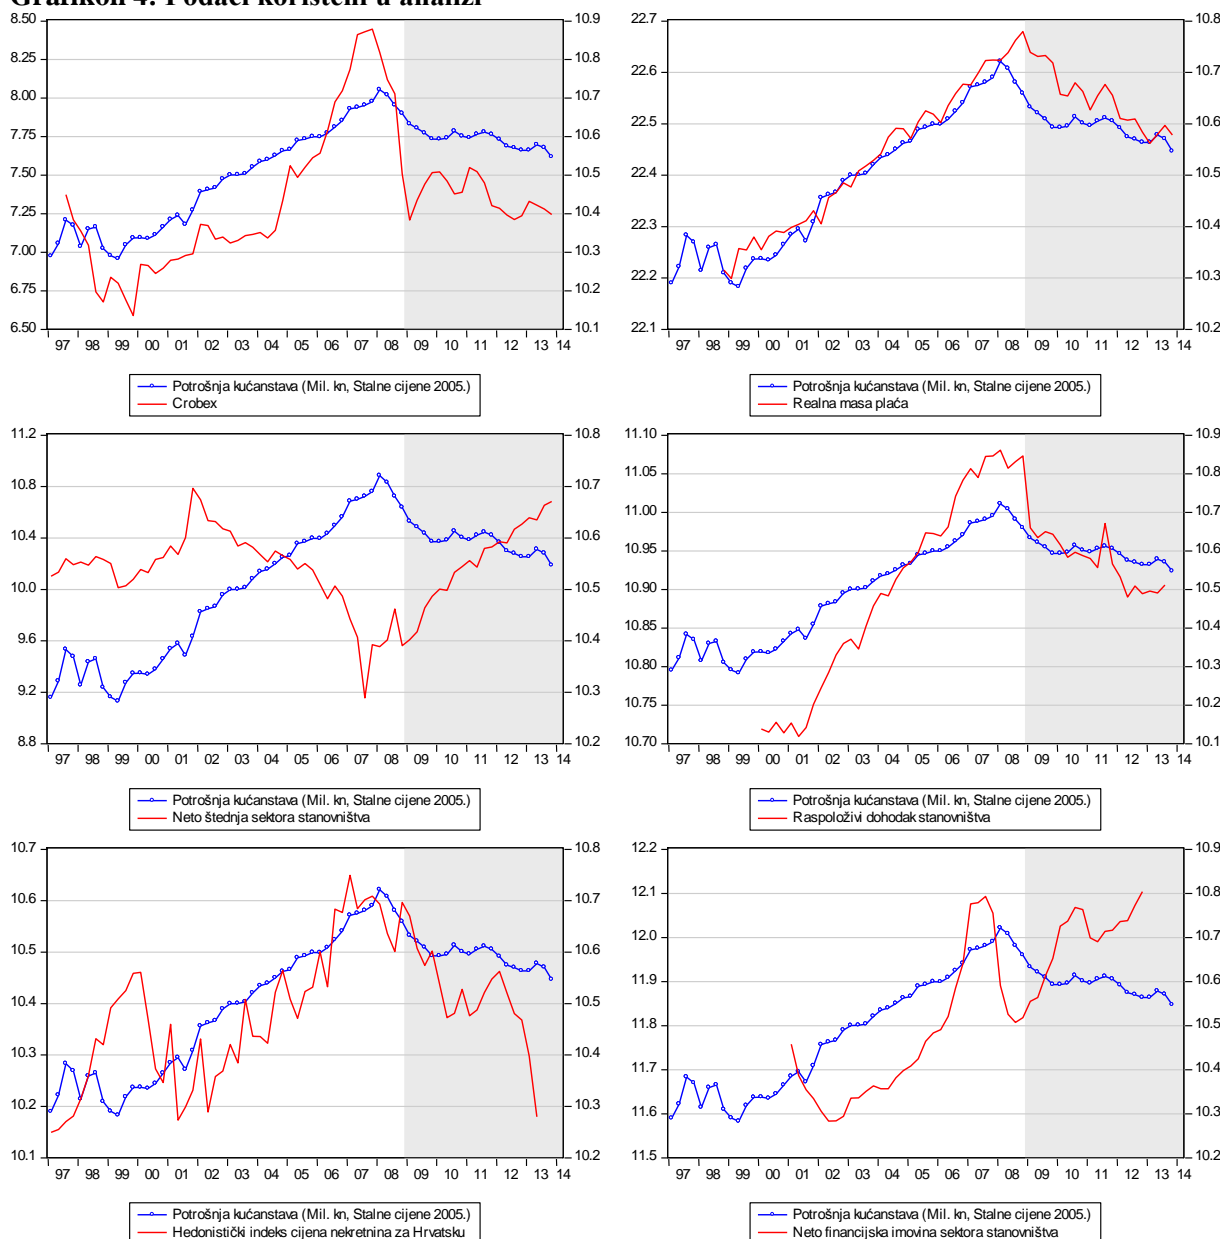 Grafikon 4: Podaci korišteni u analizi
8.50 10.9
8.25 10.8
8.00 10.7
7.75 10.6
7.50 10.5
7.25 10.4
7.00 10.3
6.75 10.2
6.50 10.1
97 98 99 00 01 02 03 04 05 06 07 08 09 10 11 12 13 14
Potrošnja kućanstava (Mil. kn, Stalne cijene 2005.)
Crobex
22.7 10.8
22.6 10.7
22.5 10.6
22.4 10.5
22.3 10.4
22.2 10.3
22.1 10.2
97 98 99 00 01 02 03 04 05 06 07 08 09 10 11 12 13 14
Potrošnja kućanstava (Mil. kn, Stalne cijene 2005.)
Realna masa plaća
11.2 10.8
10.8 10.7
10.4 10.6
10.0 10.5
9.6 10.4
9.2 10.3
8.8 10.2
97 98 99 00 01 02 03 04 05 06 07 08 09 10 11 12 13 14
Potrošnja kućanstava (Mil. kn, Stalne cijene 2005.)
Neto štednja sektora stanovništva
11.10 10.9
11.05 10.8
11.00 10.7
10.95 10.6
10.90 10.5
10.85 10.4
10.80 10.3
10.75 10.2
10.70 10.1
97 98 99 00 01 02 03 04 05 06 07 08 09 10 11 12 13 14
Potrošnja kućanstava (Mil. kn, Stalne cijene 2005.)
Raspoloživi dohodak stanovništva
10.7 10.8
10.6 10.7
10.5 10.6
10.4 10.5
10.3 10.4
10.2 10.3
10.1 10.2
97 98 99 00 01 02 03 04 05 06 07 08 09 10 11 12 13 14
Potrošnja kućanstava (Mil. kn, Stalne cijene 2005.)
Hedonistički indeks cijena nekretnina za Hrvatsku
12.2 10.9
12.1 10.8
12.0 10.7
11.9 10.6
11.8 10.5
11.7 10.4
11.6 10.3
11.5 10.2
97 98 99 00 01 02 03 04 05 06 07 08 09 10 11 12 13 14
Potrošnja kućanstava (Mil. kn, Stalne cijene 2005.)
Neto financijska imovina sektora stanovništva